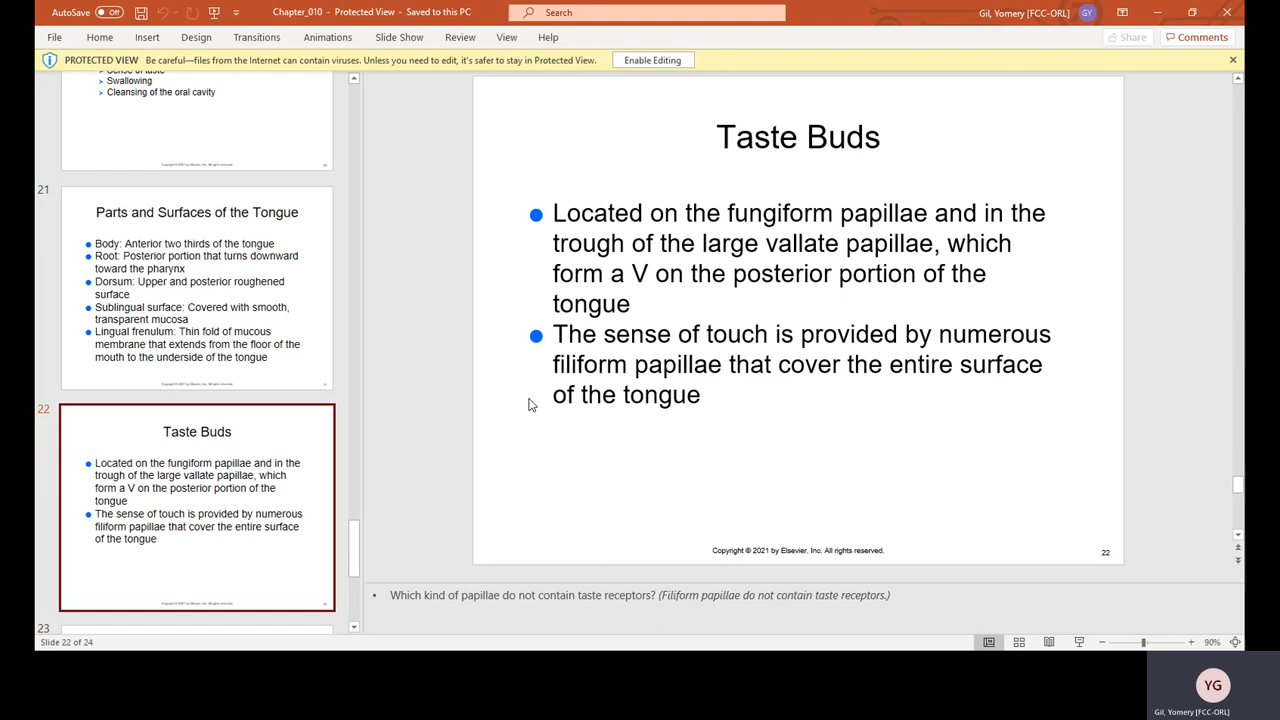 AutoSave Off Chapter_010 - Protected View - Saved to this PC Search Gil, Yomery [FCC-ORL] GY
File Home Insert Design Transitions Animations Slide Show Review View Help Share Comments
PROTECTED VIEW Be careful—files from the Internet can contain viruses. Unless you need to edit, it's safer to stay in Protected View. Enable Editing
Swallowing
Cleansing of the oral cavity
21
Parts and Surfaces of the Tongue
Body: Anterior two thirds of the tongue
Root: Posterior portion that turns downward
toward the pharynx
Dorsum: Upper and posterior roughened
surface
Sublingual surface: Covered with smooth,
transparent mucosa
Lingual frenulum: Thin fold of mucous
membrane that extends from the floor of the
mouth to the underside of the tongue
22
Taste Buds
Located on the fungiform papillae and in the
trough of the large vallate papillae, which
form a V on the posterior portion of the
tongue
The sense of touch is provided by numerous
filiform papillae that cover the entire surface
of the tongue
23
Taste Buds
Located on the fungiform papillae and in the
trough of the large vallate papillae, which
form a V on the posterior portion of the
tongue
The sense of touch is provided by numerous
filiform papillae that cover the entire surface
of the tongue
Copyright © 2021 by Elsevier, Inc. All rights reserved.
22
• Which kind of papillae do not contain taste receptors? (Filiform papillae do not contain taste receptors.)
Slide 22 of 24 90%
YG
Gil, Yomery [FCC-ORL]